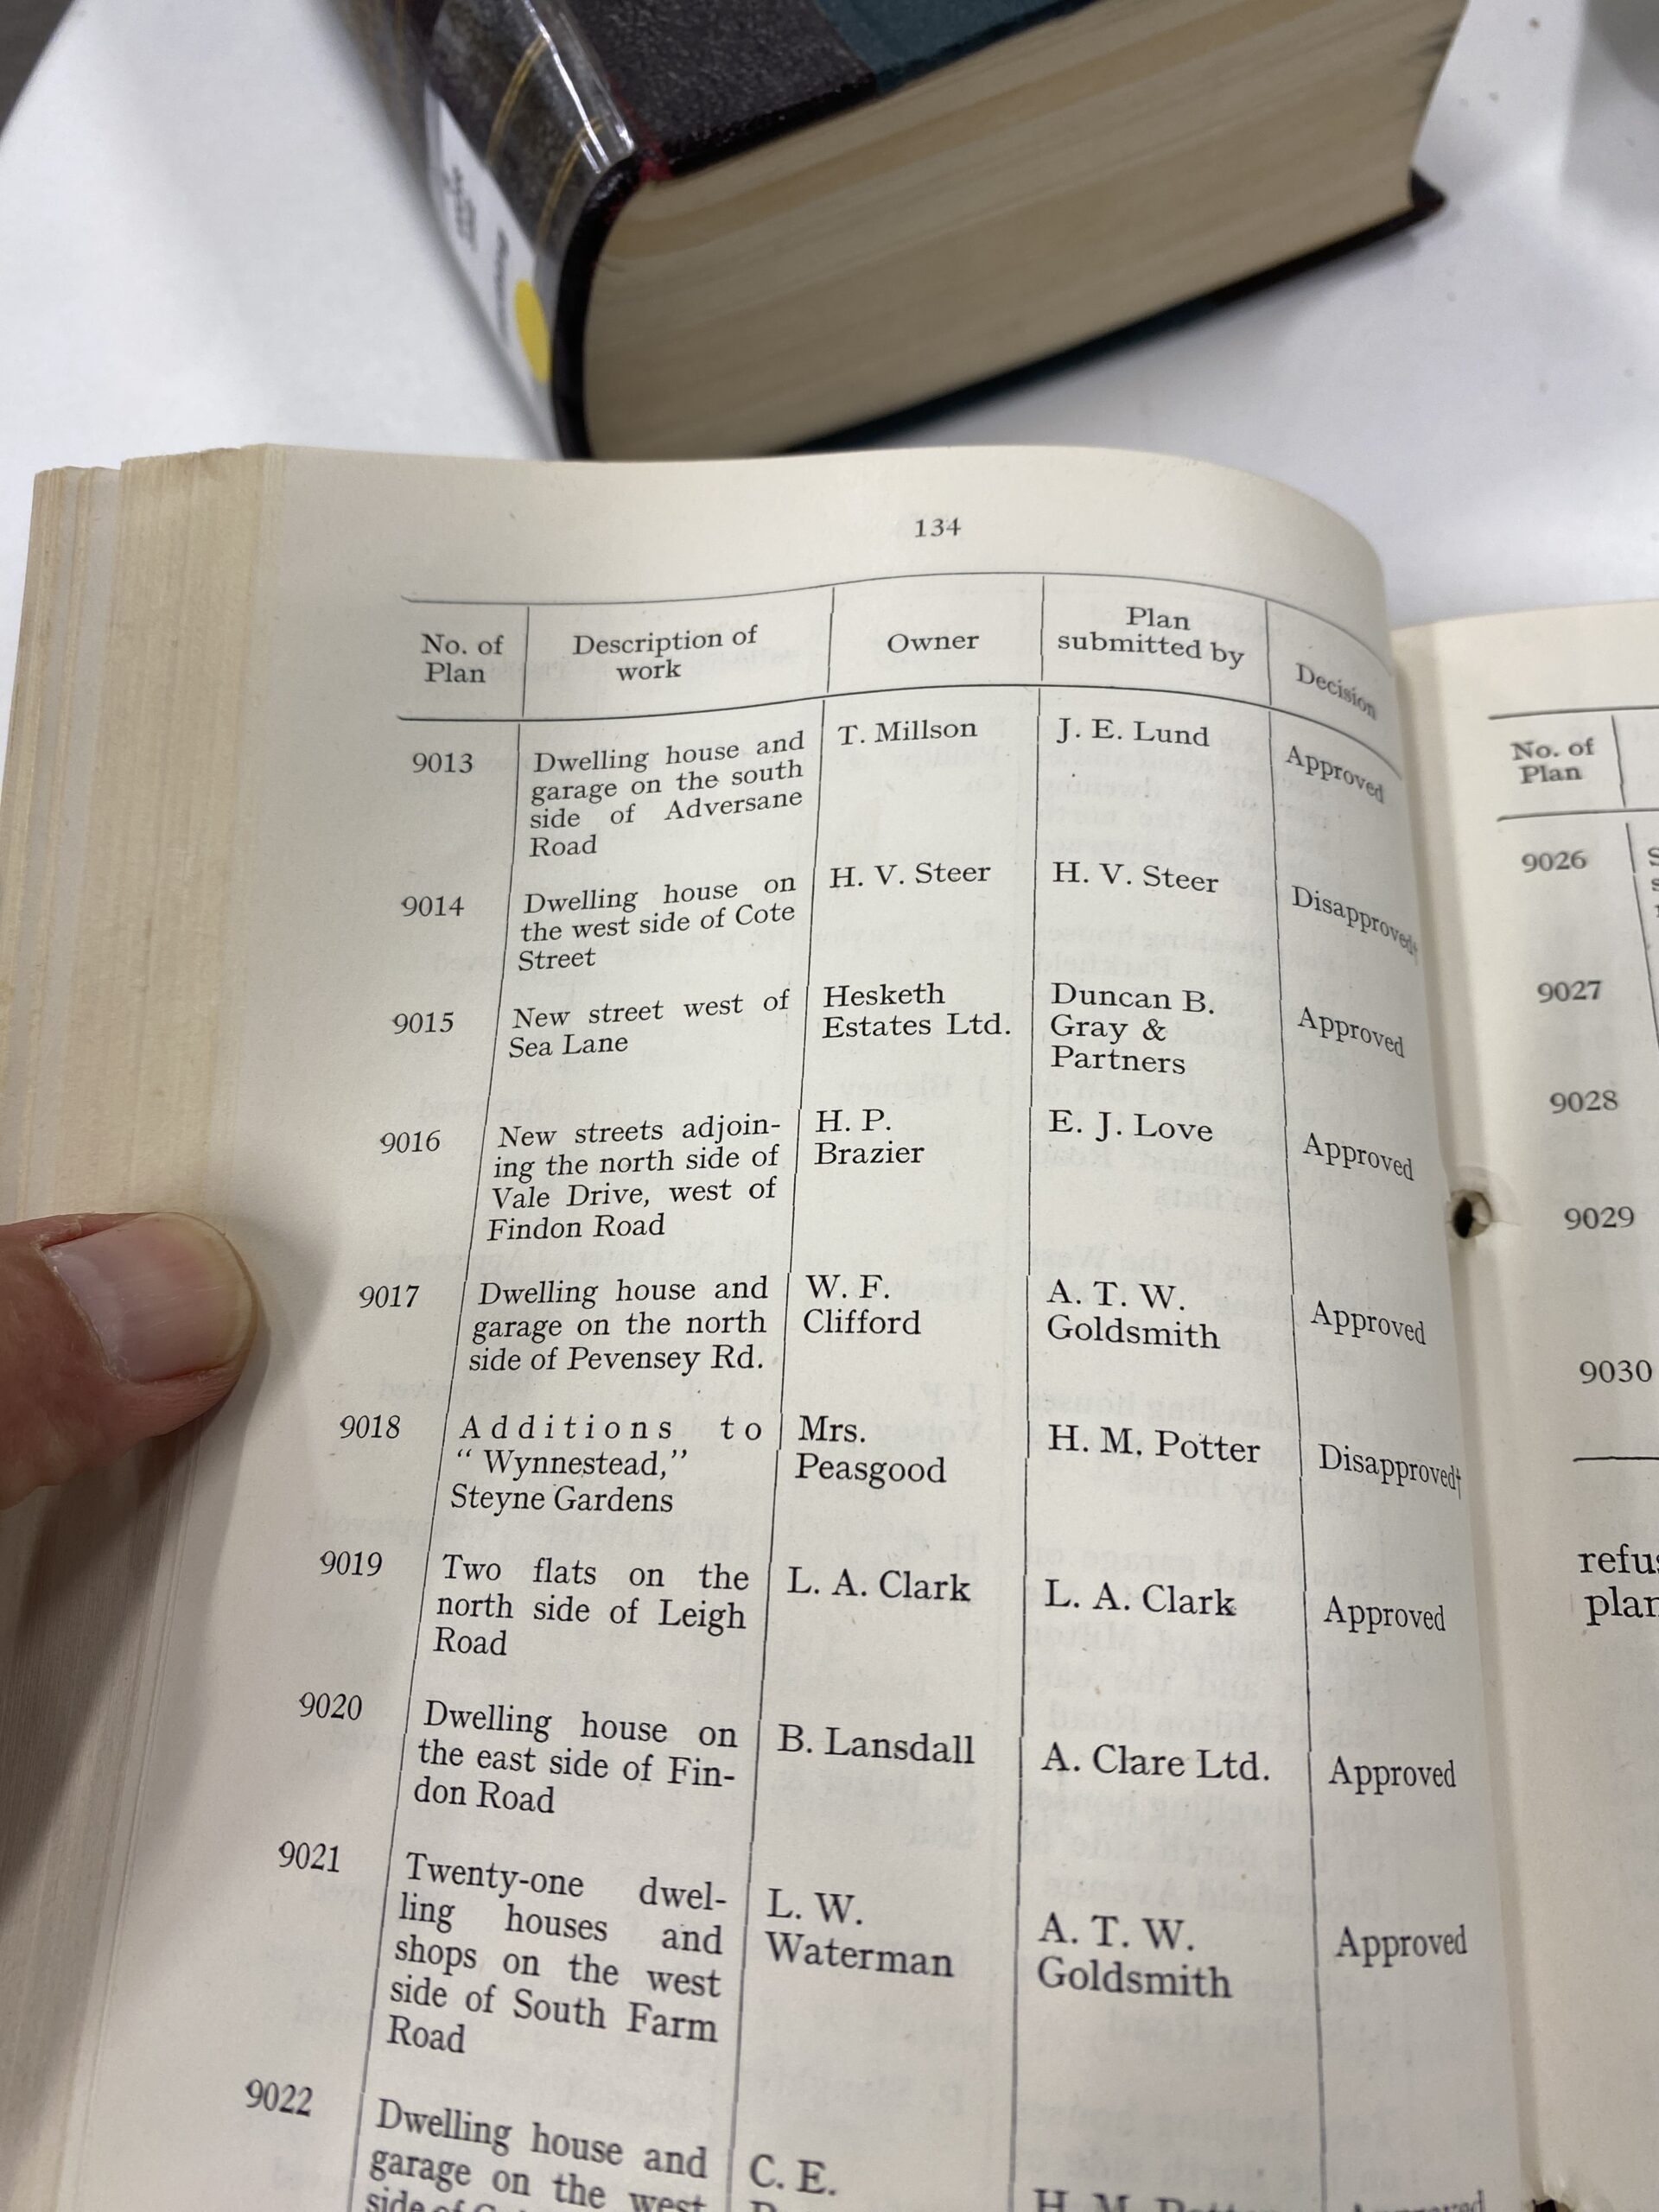 134
No. of Plan | Description of work | Owner | Plan submitted by | Decision
9013 | Dwelling house and | T. Millson | J. E. Lund | Approved
garage on the south
side of Adversane
Road
9014 | Dwelling house on | H. V. Steer | H. V. Steer | Disapproved†
the west side of Cote
Street
9015 | New street west of | Hesketh | Duncan B. | Approved
Sea Lane | Estates Ltd. | Gray &
Partners
9016 | New streets adjoin- | H. P. | E. J. Love | Approved
ing the north side of | Brazier
Vale Drive, west of
Findon Road
9017 | Dwelling house and | W. F. | A. T. W. | Approved
garage on the north | Clifford | Goldsmith
side of Pevensey Rd.
9018 | Additions to | Mrs. | H. M. Potter | Disapproved†
" Wynnestead," | Peasgood
Steyne Gardens
9019 | Two flats on the | L. A. Clark | L. A. Clark | Approved
north side of Leigh
Road
9020 | Dwelling house on | B. Lansdall | A. Clare Ltd. | Approved
the east side of Fin-
don Road
9021 | Twenty-one dwel- | L. W. | A. T. W. | Approved
ling houses and | Waterman | Goldsmith
shops on the west
side of South Farm
Road
9022 | Dwelling house and | C. E.
garage on the west
side of
No. of
Plan
9026
9027
9028
9029
9030